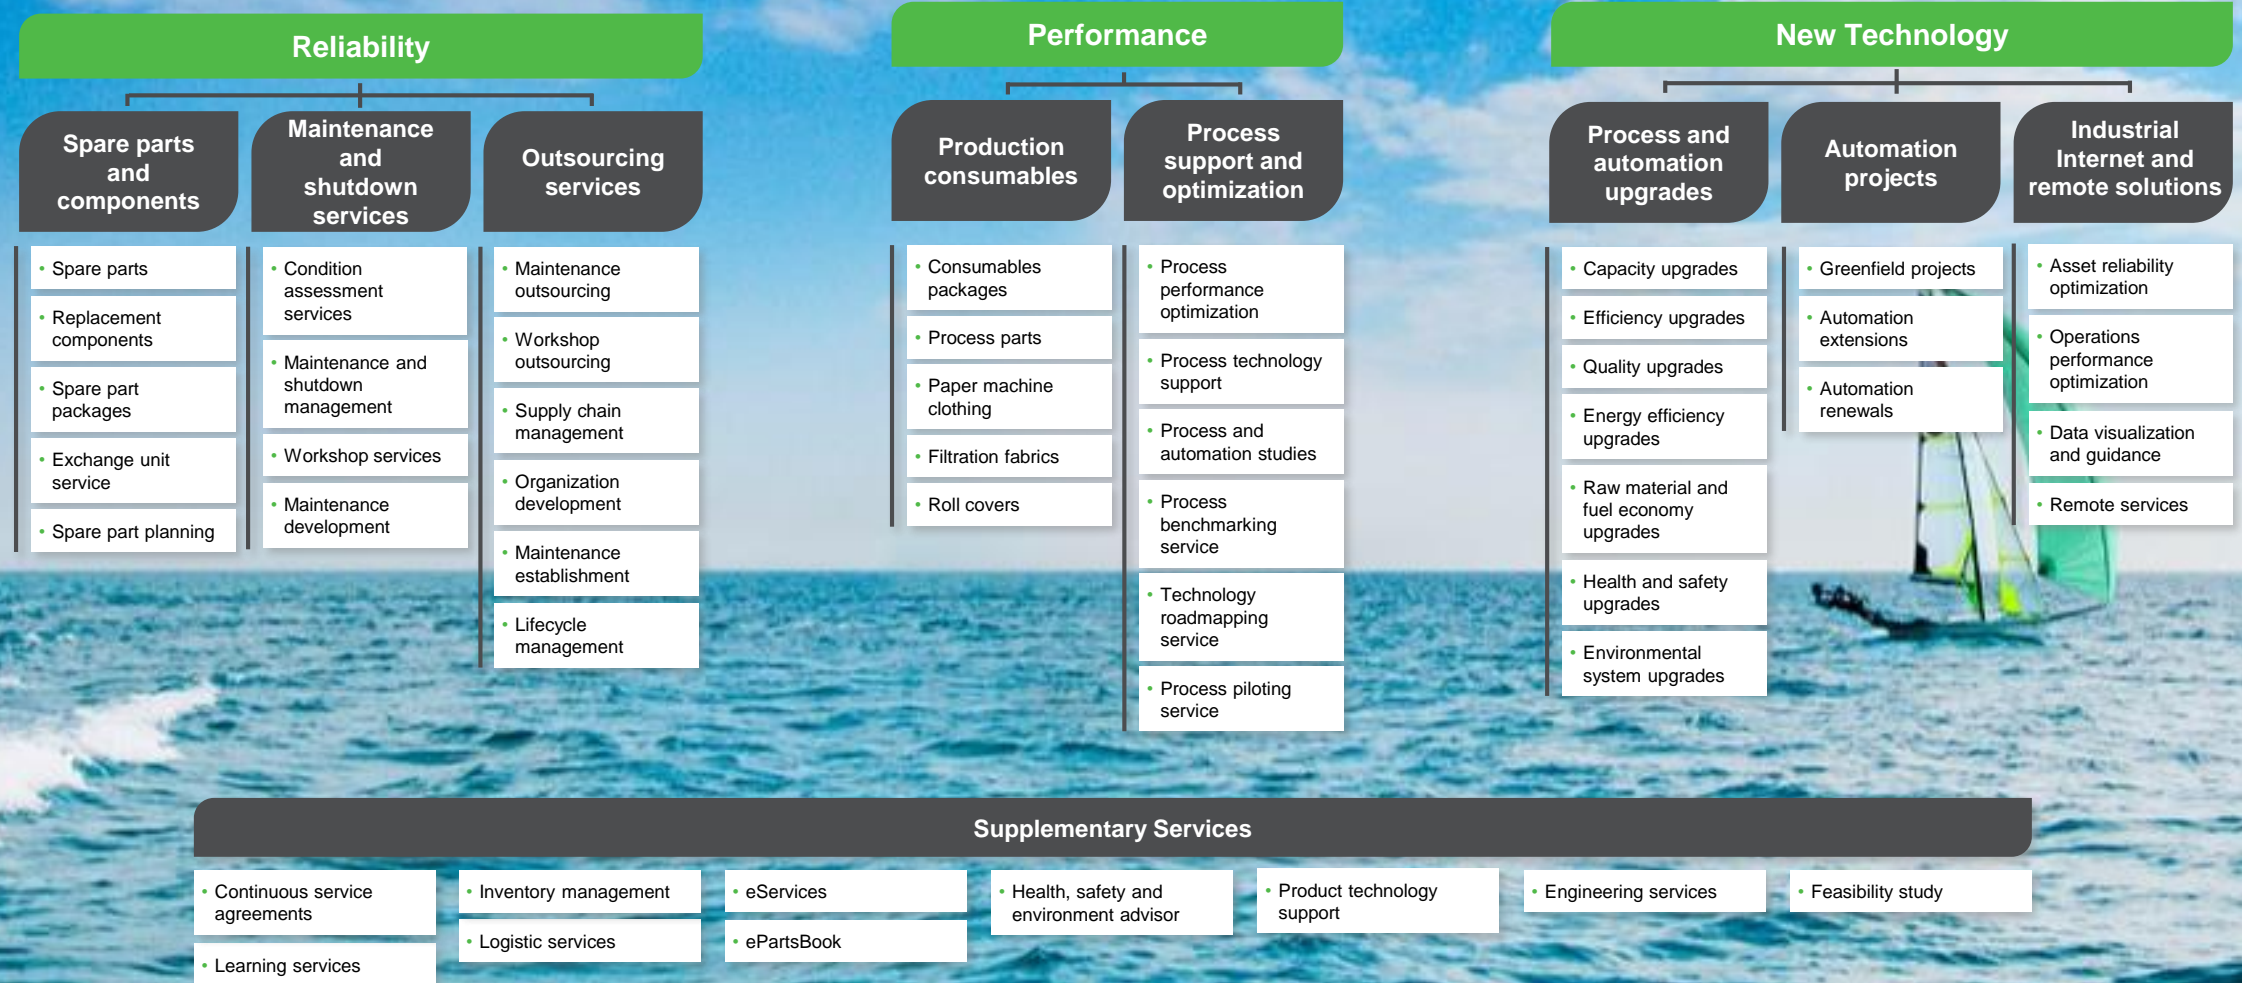 Reliability
Spare parts
and
components
Maintenance
and
shutdown
services
Outsourcing
services
• Spare parts
• Replacement
components
• Spare part
packages
• Exchange unit
service
• Spare part planning
• Condition
assessment
services
• Maintenance and
shutdown
management
• Workshop services
• Maintenance
development
• Maintenance
outsourcing
• Workshop
outsourcing
• Supply chain
management
• Organization
development
• Maintenance
establishment
• Lifecycle
management
Performance
Production
consumables
Process
support and
optimization
• Consumables
packages
• Process parts
• Paper machine
clothing
• Filtration fabrics
• Roll covers
• Process
performance
optimization
• Process technology
support
• Process and
automation studies
• Process
benchmarking
service
• Technology
roadmapping
service
• Process piloting
service
New Technology
Process and
automation
upgrades
Automation
projects
Industrial
Internet and
remote solutions
• Capacity upgrades
• Efficiency upgrades
• Quality upgrades
• Energy efficiency
upgrades
• Raw material and
fuel economy
upgrades
• Health and safety
upgrades
• Environmental
system upgrades
• Greenfield projects
• Automation
extensions
• Automation
renewals
• Asset reliability
optimization
• Operations
performance
optimization
• Data visualization
and guidance
• Remote services
Supplementary Services
• Continuous service
agreements
• Learning services
• Inventory management
• Logistic services
• eServices
• ePartsBook
• Health, safety and
environment advisor
• Product technology
support
• Engineering services
• Feasibility study